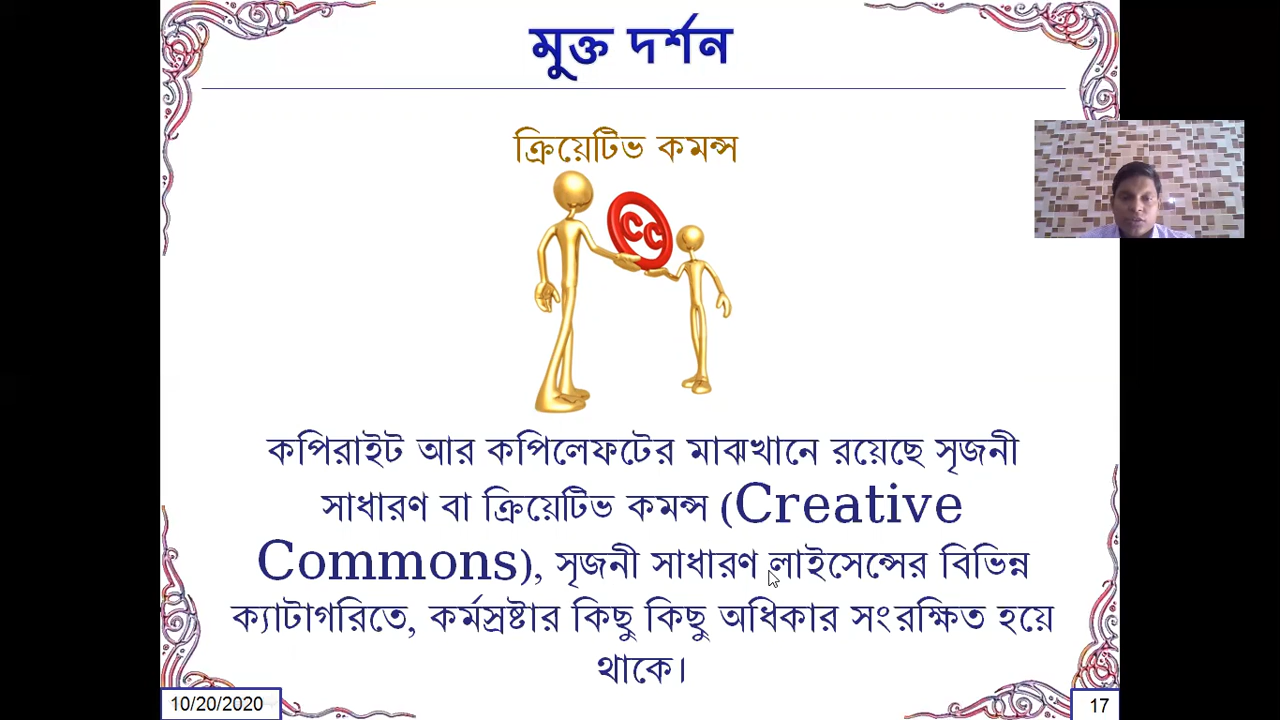 মুক্ত দর্শন
ক্রিয়েটিভ কমন্স
CC
কপিরাইট আর কপিলেফটের মাঝখানে রয়েছে সৃজনী
সাধারণ বা ক্রিয়েটিভ কমন্স (Creative
Commons), সৃজনী সাধারণ লাইসেন্সের বিভিন্ন
ক্যাটাগরিতে, কর্মস্রষ্টার কিছু কিছু অধিকার সংরক্ষিত হয়ে
থাকে।
10/20/2020
17